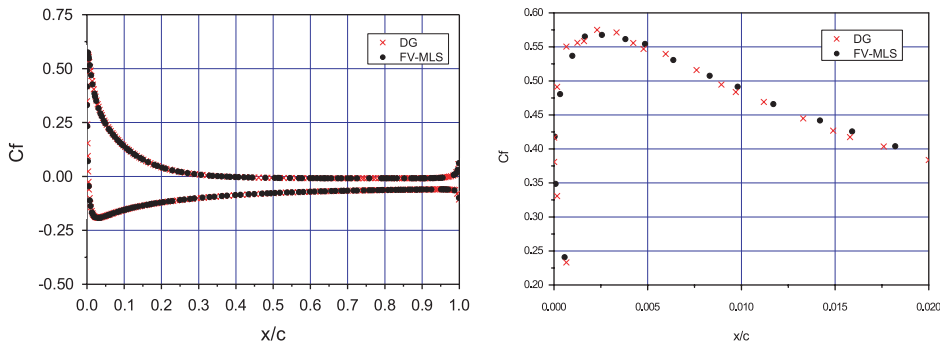 0.75
0.50
0.25
0.00
-0.25
-0.50
Cf
0.0 0.1 0.2 0.3 0.4 0.5 0.6 0.7 0.8 0.9 1.0
x/c
DG
FV-MLS
0.60
0.55
0.50
0.45
0.40
0.35
0.30
0.25
0.20
Cf
0.000 0.005 0.010 0.015 0.020
x/c
DG
FV-MLS